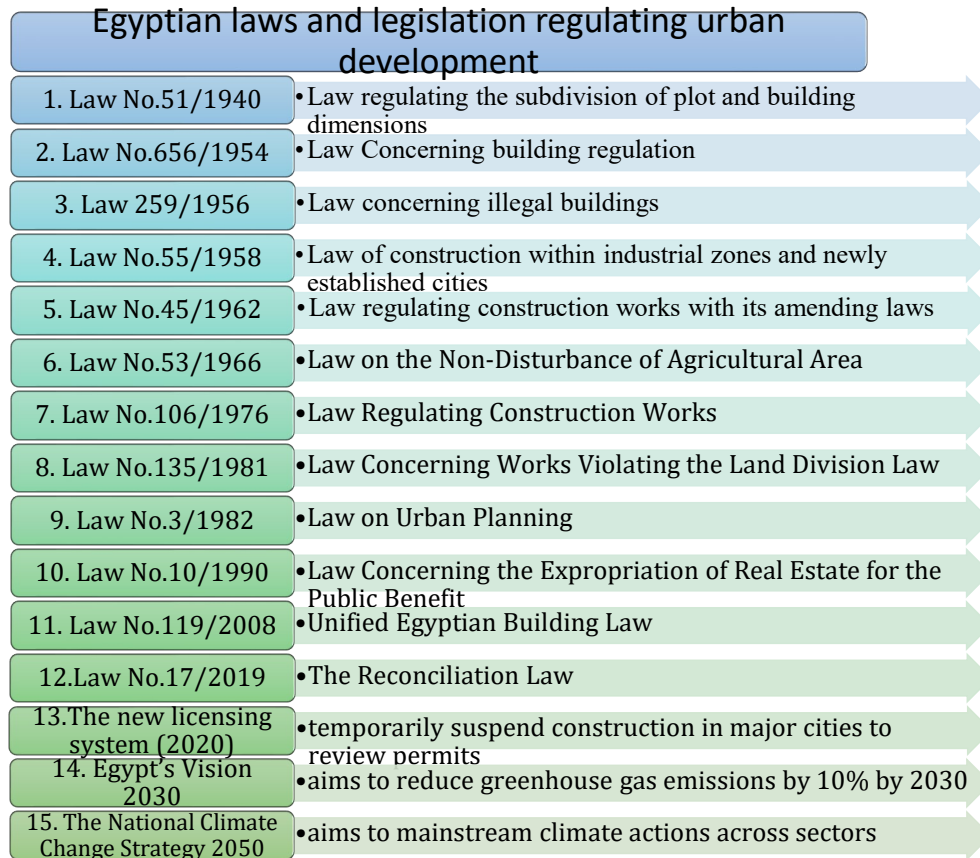 Egyptian laws and legislation regulating urban
development
1. Law No.51/1940
•Law regulating the subdivision of plot and building
dimensions
2. Law No.656/1954
•Law Concerning building regulation
3. Law 259/1956
•Law concerning illegal buildings
4. Law No.55/1958
•Law of construction within industrial zones and newly
established cities
5. Law No.45/1962
•Law regulating construction works with its amending laws
6. Law No.53/1966
•Law on the Non-Disturbance of Agricultural Area
7. Law No.106/1976
•Law Regulating Construction Works
8. Law No.135/1981
•Law Concerning Works Violating the Land Division Law
9. Law No.3/1982
•Law on Urban Planning
10. Law No.10/1990
•Law Concerning the Expropriation of Real Estate for the
Public Benefit
11. Law No.119/2008
•Unified Egyptian Building Law
12.Law No.17/2019
•The Reconciliation Law
13.The new licensing
system (2020)
•temporarily suspend construction in major cities to
review permits
14. Egypt's Vision
2030
•aims to reduce greenhouse gas emissions by 10% by 2030
15. The National Climate
Change Strategy 2050
•aims to mainstream climate actions across sectors